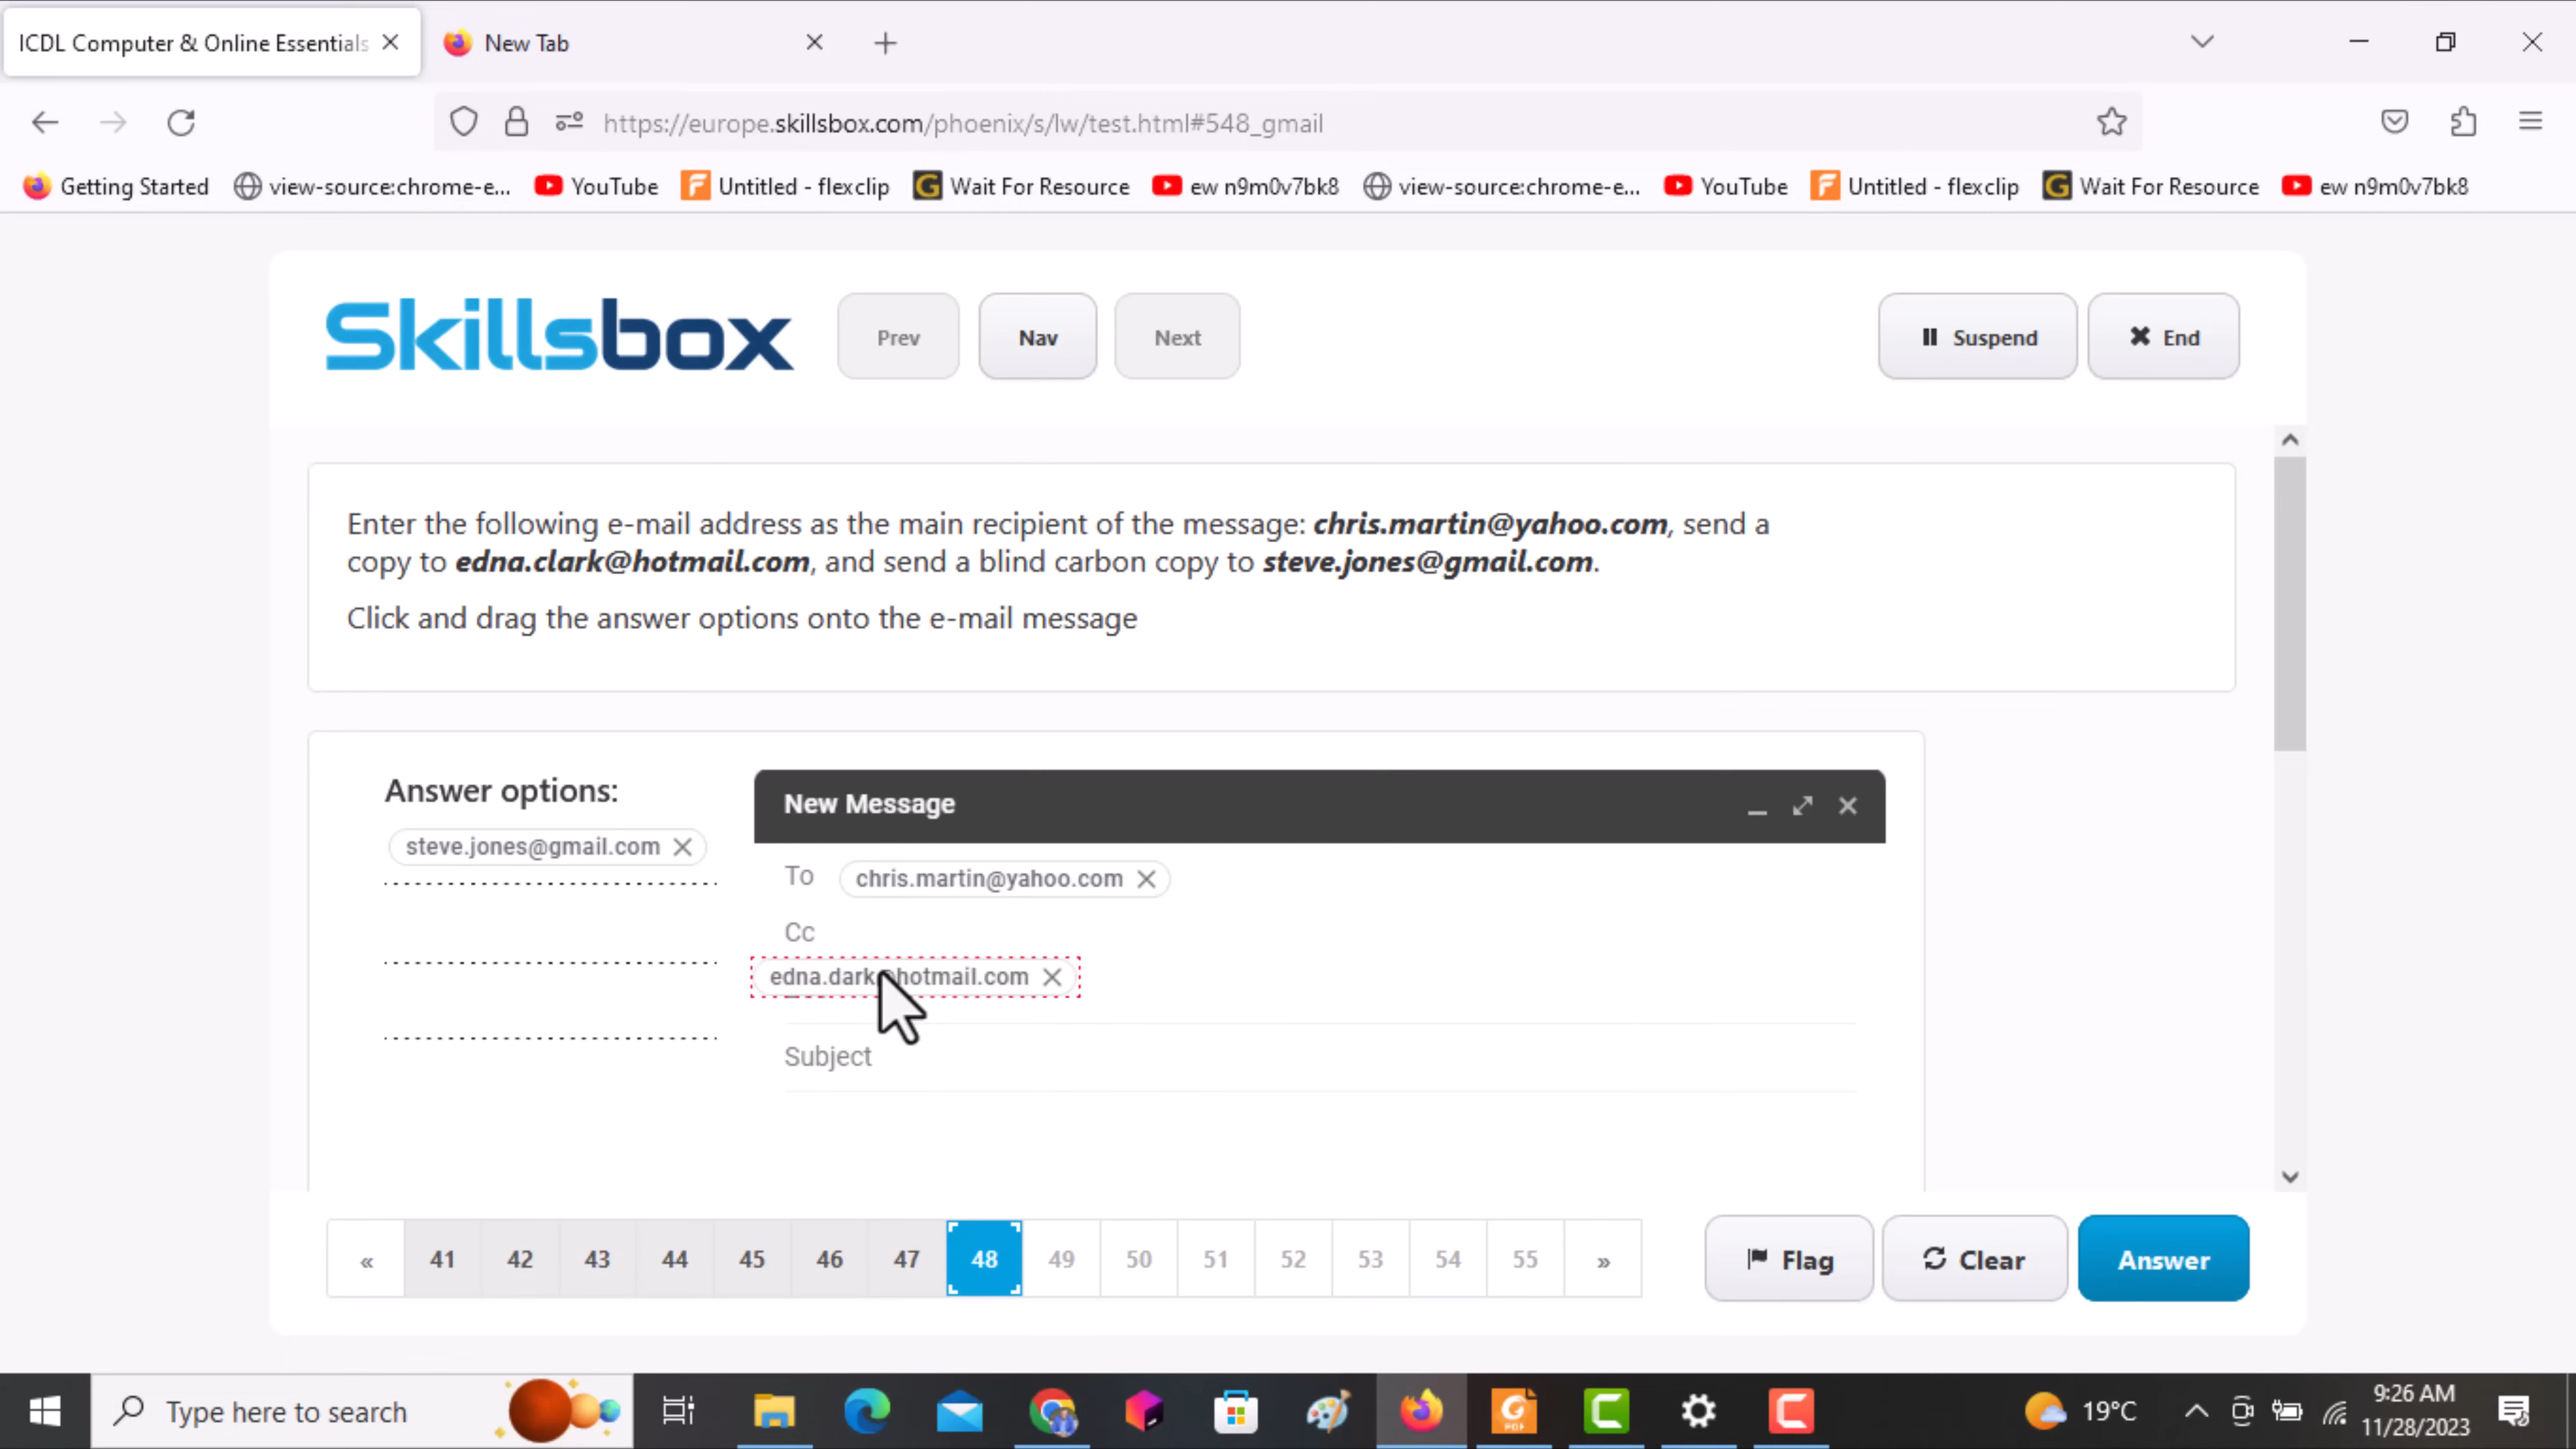 ICDL Computer & Online Essentials
New Tab
https://europe.skillsbox.com/phoenix/s/lw/test.html#548_gmail
Getting Started view-source:chrome-e... YouTube Untitled - flexclip Wait For Resource ew n9m0v7bk8 view-source:chrome-e... YouTube Untitled - flexclip Wait For Resource ew n9m0v7bk8
Skillsbox Prev Nav Next Suspend End
Enter the following e-mail address as the main recipient of the message: chris.martin@yahoo.com, send a
copy to edna.clark@hotmail.com, and send a blind carbon copy to steve.jones@gmail.com.
Click and drag the answer options onto the e-mail message
Answer options:
steve.jones@gmail.com
New Message
To chris.martin@yahoo.com
Cc
edna.dark@hotmail.com
Subject
« 41 42 43 44 45 46 47 48 49 50 51 52 53 54 55 » Flag Clear Answer
Type here to search
19°C
9:26 AM
11/28/2023